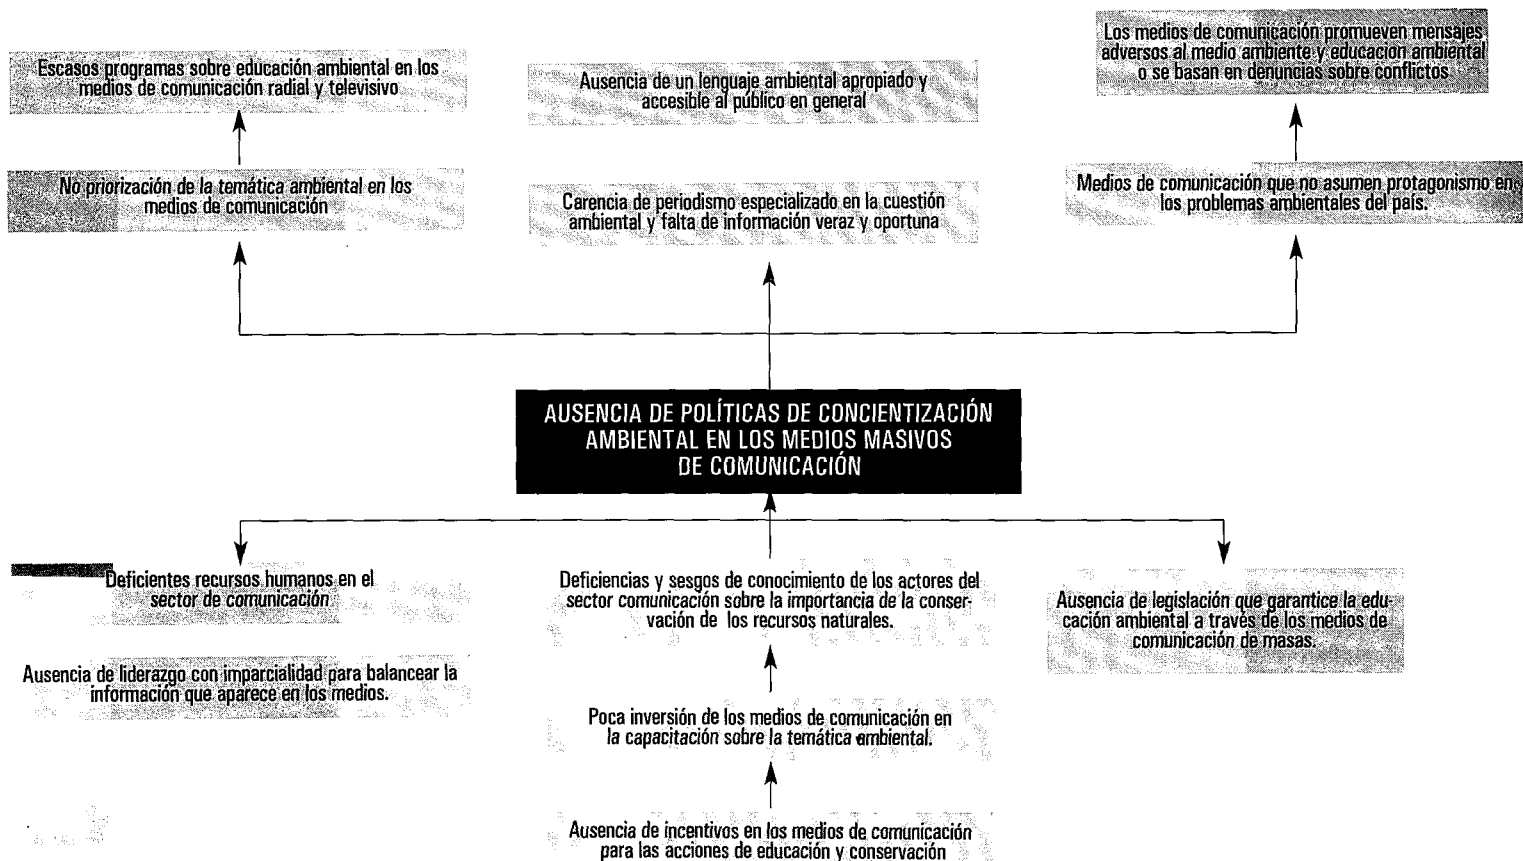 Escasos programas sobre educación ambiental en los
medios de comunicación radial y televisivo
Ausencia de un lenguaje ambiental apropiado y
accesible al público en general
Los medios de comunicación promueven mensajes
adversos al medio ambiente y educación ambiental
o se basan en denuncias sobre conflictos
No priorización de la temática ambiental en los
medios de comunicación
Carencia de periodismo especializado en la cuestión
ambiental y falta de información veraz y oportuna
Medios de comunicación que no asumen protagonismo en
los problemas ambientales del país.
AUSENCIA DE POLÍTICAS DE CONCIENTIZACIÓN
AMBIENTAL EN LOS MEDIOS MASIVOS
DE COMUNICACIÓN
Deficientes recursos humanos en el
sector de comunicación
Ausencia de liderazgo con imparcialidad para balancear la
información que aparece en los medios.
Deficiencias y sesgos de conocimiento de los actores del
sector comunicación sobre la importancia de la conser-
vación de los recursos naturales.
Poca inversión de los medios de comunicación en
la capacitación sobre la temática ambiental.
Ausencia de incentivos en los medios de comunicación
para las acciones de educación y conservación
Ausencia de legislación que garantice la edu-
cación ambiental a través de los medios de
comunicación de masas.